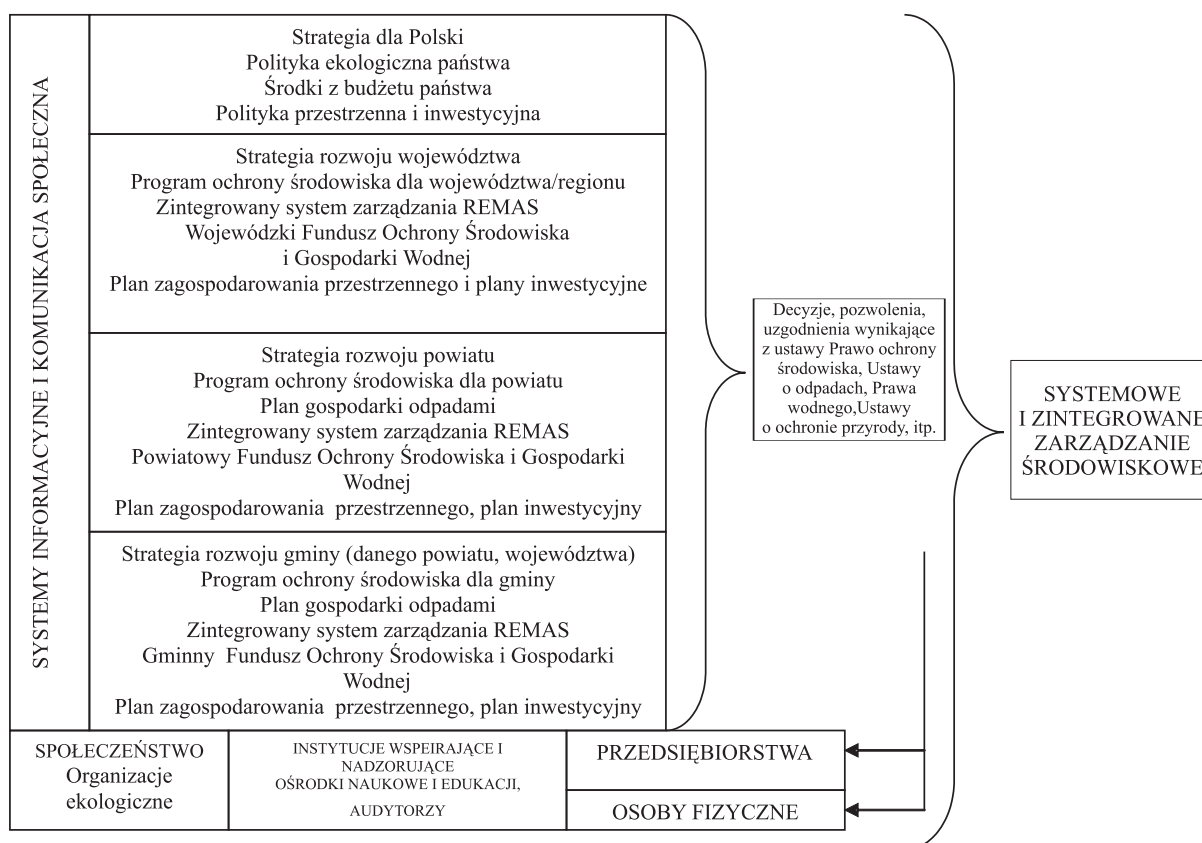 SYSTEMY INFORMACYJNE I KOMUNIKACJA SPOŁECZNA
Strategia dla Polski
Polityka ekologiczna państwa
Środki z budżetu państwa
Polityka przestrzenna i inwestycyjna
Strategia rozwoju województwa
Program ochrony środowiska dla województwa/regionu
Zintegrowany system zarządzania REMAS
Wojewódzki Fundusz Ochrony Środowiska
i Gospodarki Wodnej
Plan zagospodarowania przestrzennego i plany inwestycyjne
Strategia rozwoju powiatu
Program ochrony środowiska dla powiatu
Plan gospodarki odpadami
Zintegrowany system zarządzania REMAS
Powiatowy Fundusz Ochrony Środowiska i Gospodarki
Wodnej
Plan zagospodarowania przestrzennego, plan inwestycyjny
Strategia rozwoju gminy (danego powiatu, województwa)
Program ochrony środowiska dla gminy
Plan gospodarki odpadami
Zintegrowany system zarządzania REMAS
Gminny Fundusz Ochrony Środowiska i Gospodarki
Wodnej
Plan zagospodarowania przestrzennego, plan inwestycyjny
SPOŁECZEŃSTWO
Organizacje
ekologiczne
INSTYTUCJE WSPEIRAJĄCE I
NADZORUJĄCE
OŚRODKI NAUKOWE I EDUKACJI,
AUDYTORZY
PRZEDSIĘBIORSTWA
OSOBY FIZYCZNE
Decyzje, pozwolenia,
uzgodnienia wynikające
z ustawy Prawo ochrony
środowiska, Ustawy
o odpadach, Prawa
wodnego,Ustawy
o ochronie przyrody, itp.
SYSTEMOWE
I ZINTEGROWANE
ZARZĄDZANIE
ŚRODOWISKOWE